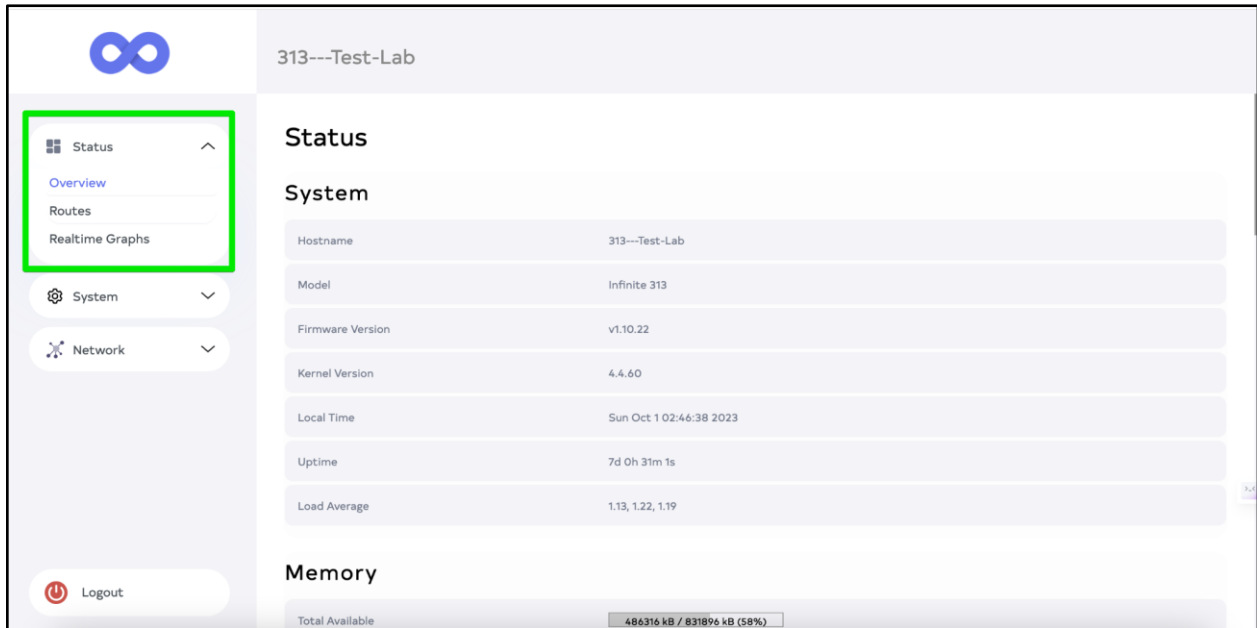 313---Test-Lab
Status
Overview
Routes
Realtime Graphs
System
Network
Logout
Status
System
Hostname 313---Test-Lab
Model Infinite 313
Firmware Version v1.10.22
Kernel Version 4.4.60
Local Time Sun Oct 1 02:46:38 2023
Uptime 7d 0h 31m 1s
Load Average 1.13, 1.22, 1.19
Memory
Total Available 486316 kB / 831896 kB (58%)